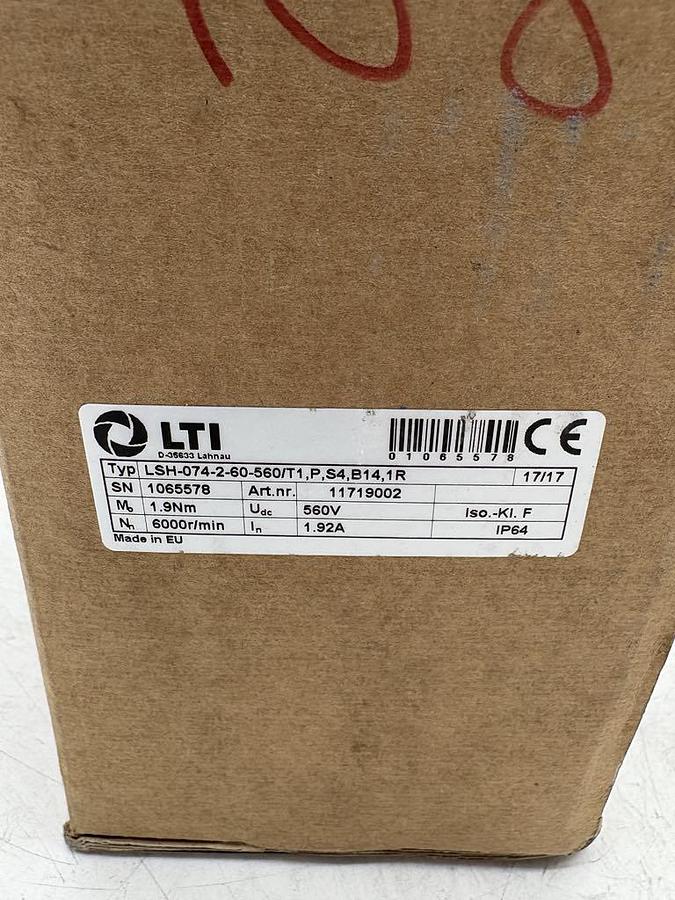 108
LTI
D-35633 Lahnau
01065578
CE
Typ LSH-074-2-60-560/T1,P,S4,B14,1R 17/17
SN 1065578 Art.nr. 11719002
M₀ 1.9Nm Udc 560V Iso.-Kl. F
Nn 6000r/min In 1.92A IP64
Made in EU